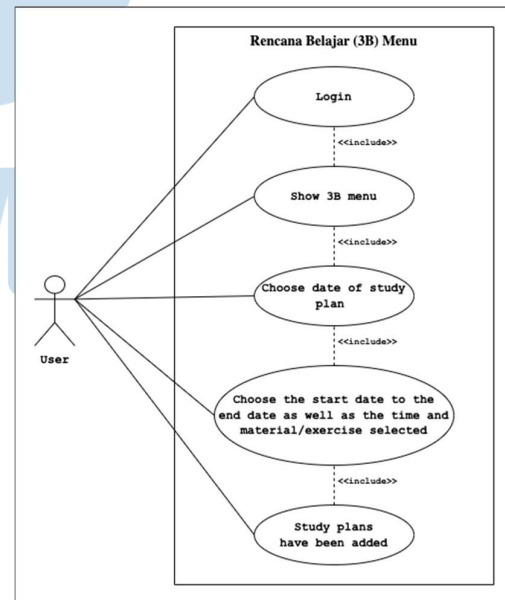 Rencana Belajar (3B) Menu
Login
<<include>>
Show 3B menu
<<include>>
Choose date of study
plan
<<include>>
User
Choose the start date to the
end date as well as the time and
material/exercise selected
<<include>>
Study plans
have been added